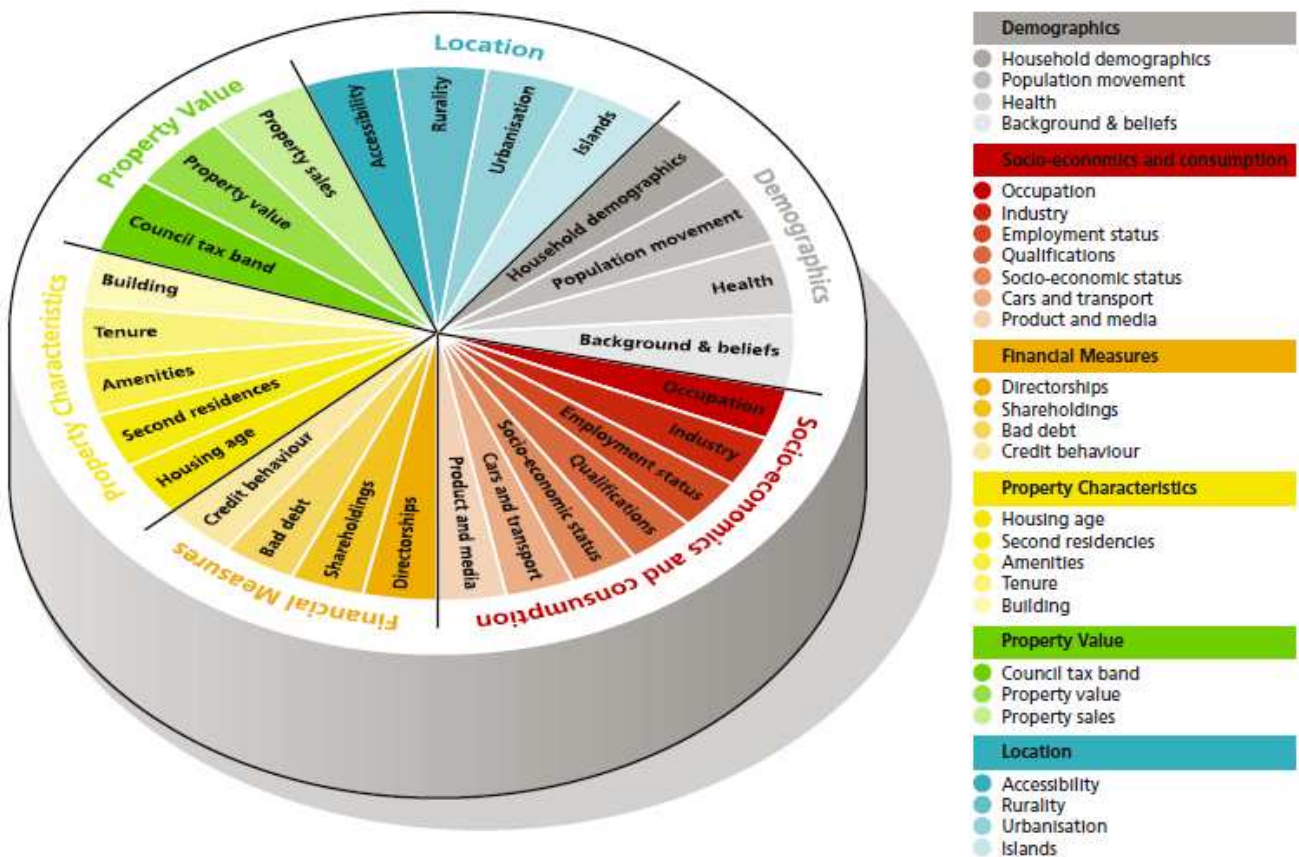 Location
Accessibility
Rurality
Urbanisation
Islands
Demographics
Household demographics
Population movement
Health
Background & beliefs
Socio-economics and consumption
Occupation
Industry
Employment status
Qualifications
Socio-economic status
Cars and transport
Product and media
Financial Measures
Directorships
Shareholdings
Bad debt
Credit behaviour
Property Characteristics
Housing age
Second residences
Amenities
Tenure
Building
Property Value
Council tax band
Property value
Property sales
Demographics
Household demographics
Population movement
Health
Background & beliefs
Socio-economics and consumption
Occupation
Industry
Employment status
Qualifications
Socio-economic status
Cars and transport
Product and media
Financial Measures
Directorships
Shareholdings
Bad debt
Credit behaviour
Property Characteristics
Housing age
Second residencies
Amenities
Tenure
Building
Property Value
Council tax band
Property value
Property sales
Location
Accessibility
Rurality
Urbanisation
Islands